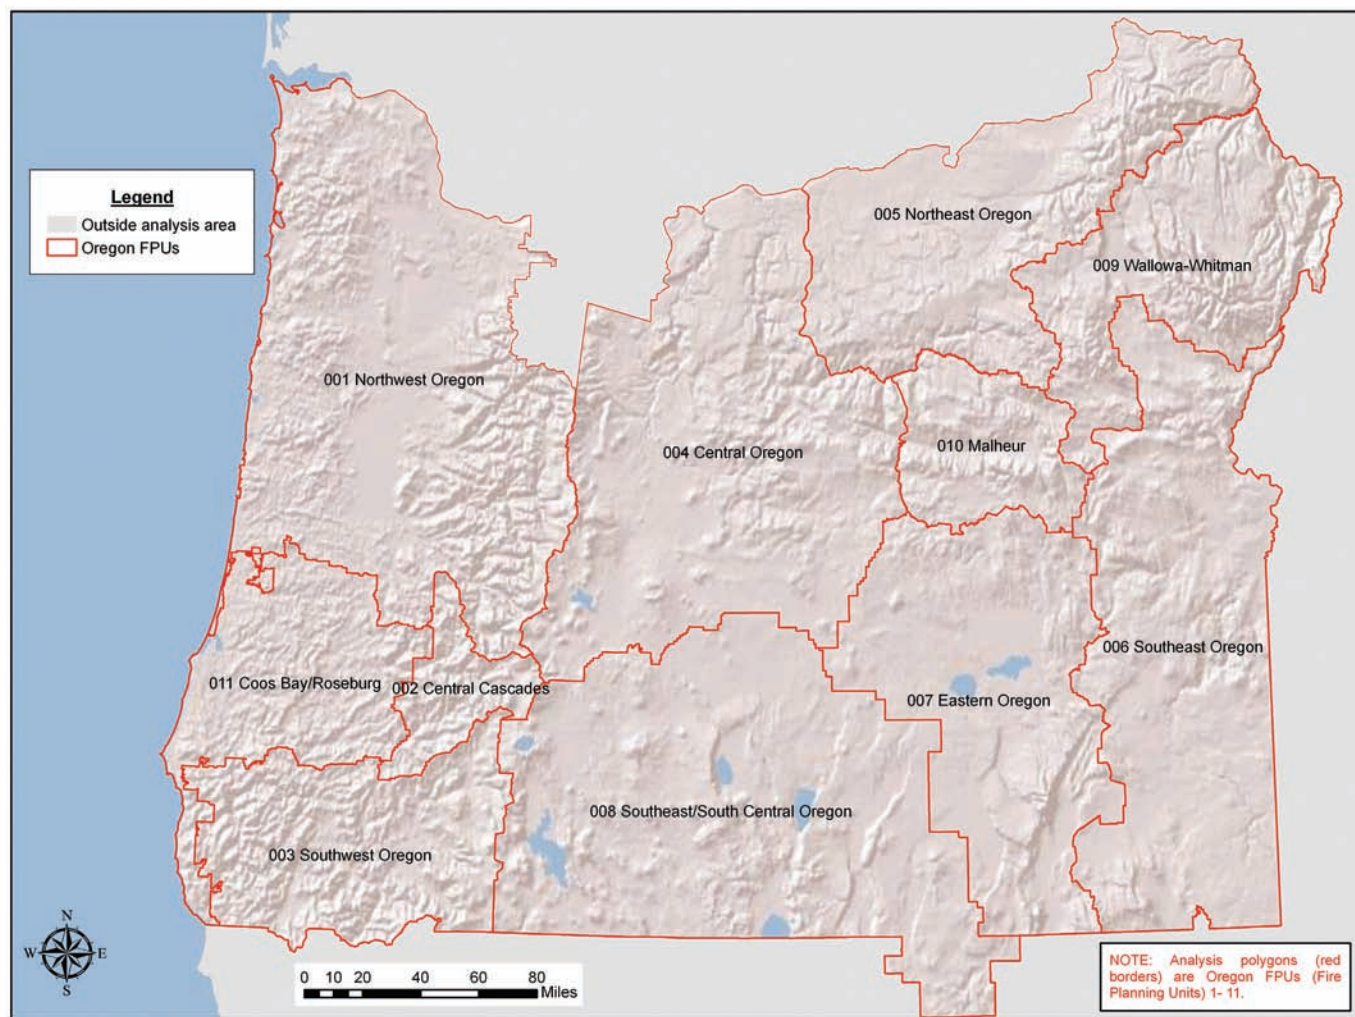 Legend
Outside analysis area
Oregon FPUs
005 Northeast Oregon
009 Wallowa-Whitman
001 Northwest Oregon
010 Malheur
004 Central Oregon
006 Southeast Oregon
011 Coos Bay/Roseburg
002 Central Cascades
007 Eastern Oregon
008 Southeast/South Central Oregon
003 Southwest Oregon
N
W E
S
0 10 20 40 60 80
Miles
NOTE: Analysis polygons (red
borders) are Oregon FPUs (Fire
Planning Units) 1- 11.